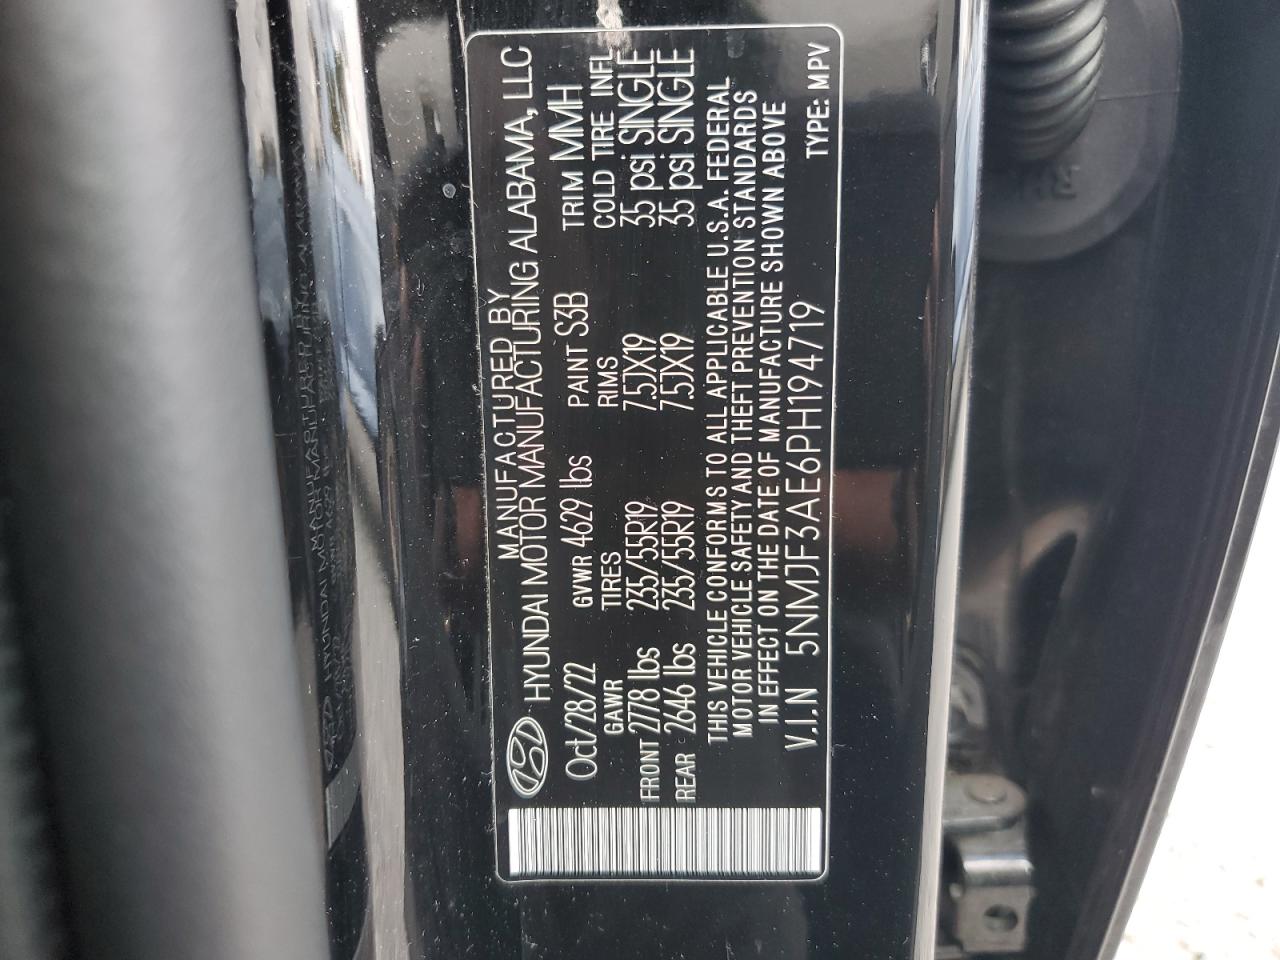 MANUFACTURED BY
HYUNDAI MOTOR MANUFACTURING ALABAMA, LLC
Oct/28/22 GVWR 4629 lbs PAINT S3B TRIM MMH
GAWR TIRES RIMS COLD TIRE INFL
FRONT 2778 lbs 235/55R19 7.5JX19 35 psi SINGLE
REAR 2646 lbs 235/55R19 7.5JX19 35 psi SINGLE
THIS VEHICLE CONFORMS TO ALL APPLICABLE U.S.A. FEDERAL
MOTOR VEHICLE SAFETY AND THEFT PREVENTION STANDARDS
IN EFFECT ON THE DATE OF MANUFACTURE SHOWN ABOVE
V.I.N 5NMJF3AE6PH194719 TYPE: MPV